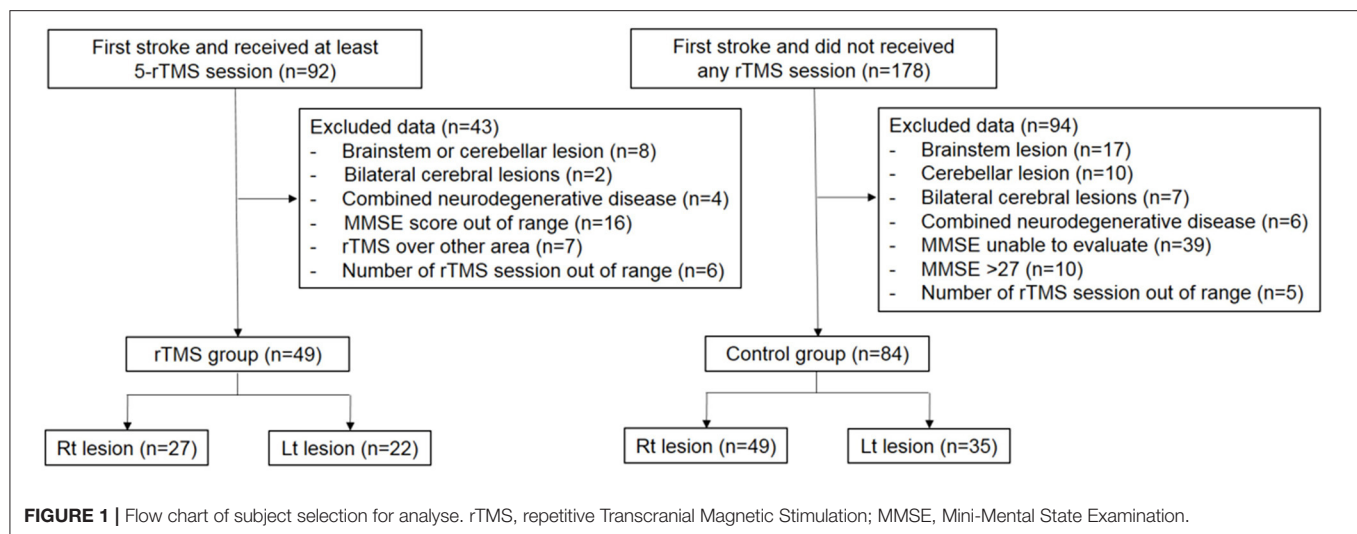 First stroke and received at least
5-rTMS session (n=92)
Excluded data (n=43)
- Brainstem or cerebellar lesion (n=8)
- Bilateral cerebral lesions (n=2)
- Combined neurodegenerative disease (n=4)
- MMSE score out of range (n=16)
- rTMS over other area (n=7)
- Number of rTMS session out of range (n=6)
rTMS group (n=49)
Rt lesion (n=27)
Lt lesion (n=22)
First stroke and did not received
any rTMS session (n=178)
Excluded data (n=94)
- Brainstem lesion (n=17)
- Cerebellar lesion (n=10)
- Bilateral cerebral lesions (n=7)
- Combined neurodegenerative disease (n=6)
- MMSE unable to evaluate (n=39)
- MMSE >27 (n=10)
- Number of rTMS session out of range (n=5)
Control group (n=84)
Rt lesion (n=49)
Lt lesion (n=35)
FIGURE 1 | Flow chart of subject selection for analyse. rTMS, repetitive Transcranial Magnetic Stimulation; MMSE, Mini-Mental State Examination.